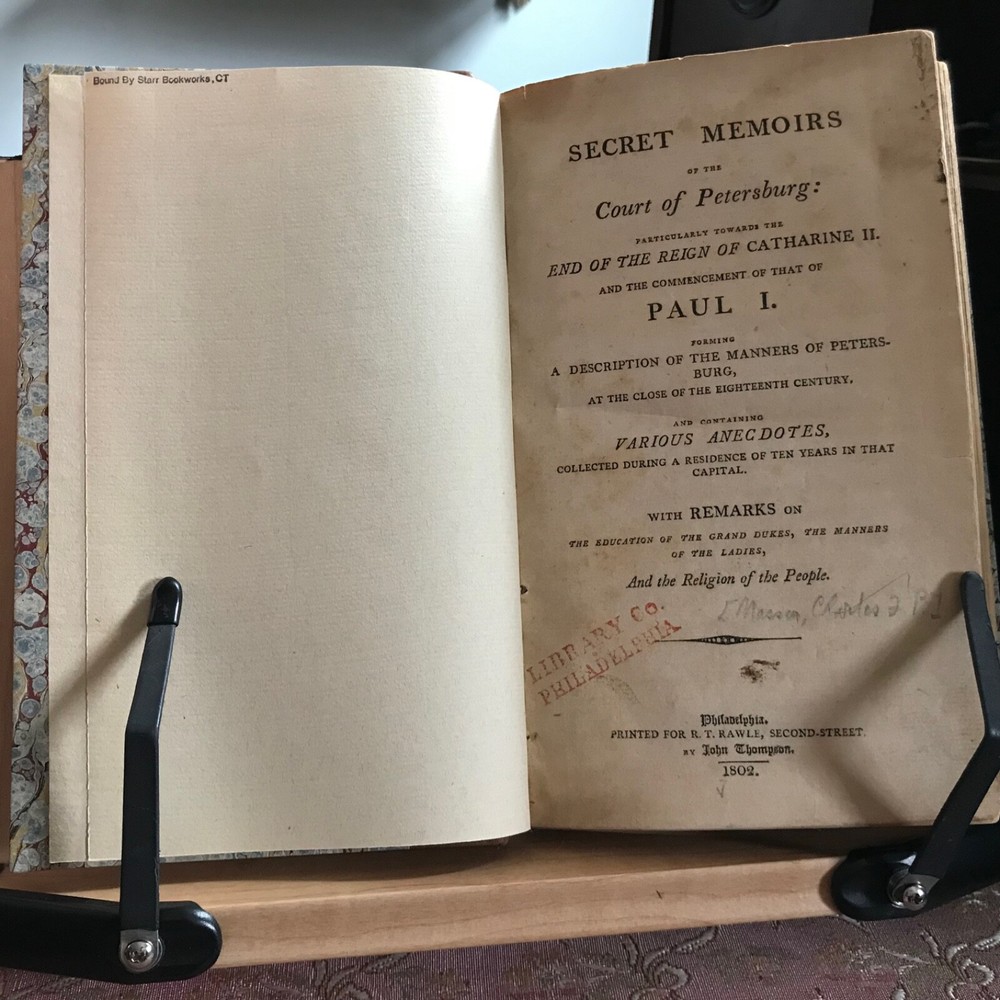 Bound By Starr Bookworks, CT
SECRET MEMOIRS
OF THE
Court of Petersburg:
PARTICULARLY TOWARDS THE
END OF THE REIGN OF CATHARINE II.
AND THE COMMENCEMENT OF THAT OF
PAUL I.
FORMING
A DESCRIPTION OF THE MANNERS OF PETERS-
BURG,
AT THE CLOSE OF THE EIGHTEENTH CENTURY,
AND CONTAINING
VARIOUS ANECDOTES,
COLLECTED DURING A RESIDENCE OF TEN YEARS IN THAT
CAPITAL.
WITH REMARKS ON
THE EDUCATION OF THE GRAND DUKES, THE MANNERS
OF THE LADIES,
And the Religion of the People.
Masson, Charles
LIBRARY CO.
PHILADELPHIA
Philadelphia.
PRINTED FOR R. T. RAWLE, SECOND-STREET
BY John Thompson.
1802.